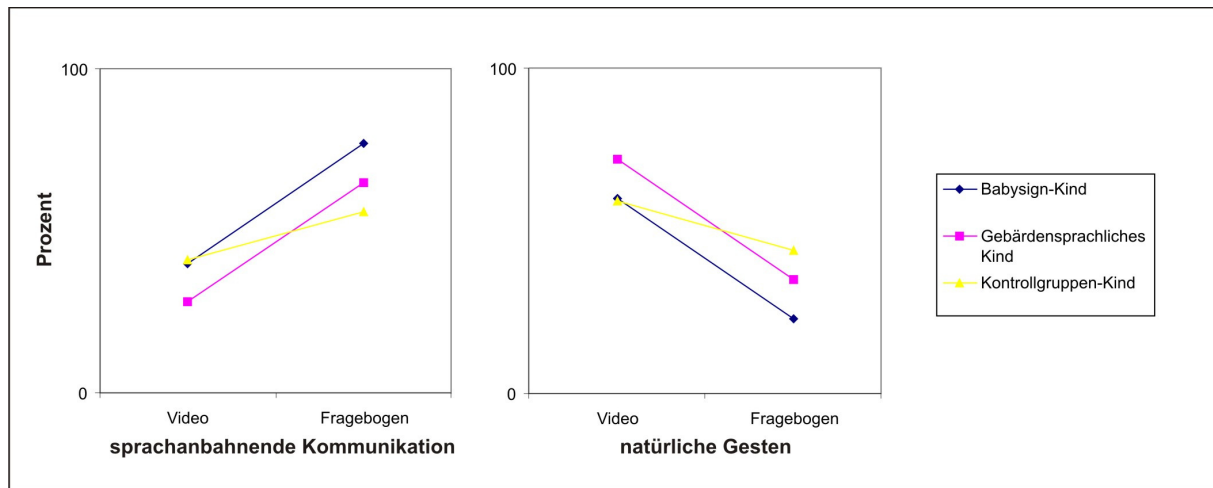 Prozent
100
0
Video Fragebogen
sprachanbahnende Kommunikation
100
0
Video Fragebogen
natürliche Gesten
Babysign-Kind
Gebärdensprachliches
Kind
Kontrollgruppen-Kind